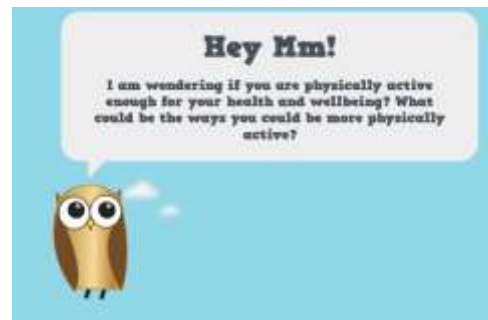 Hey Mm!
I am wondering if you are physically active
enough for your health and wellbeing? What
could be the ways you could be more physically
active?